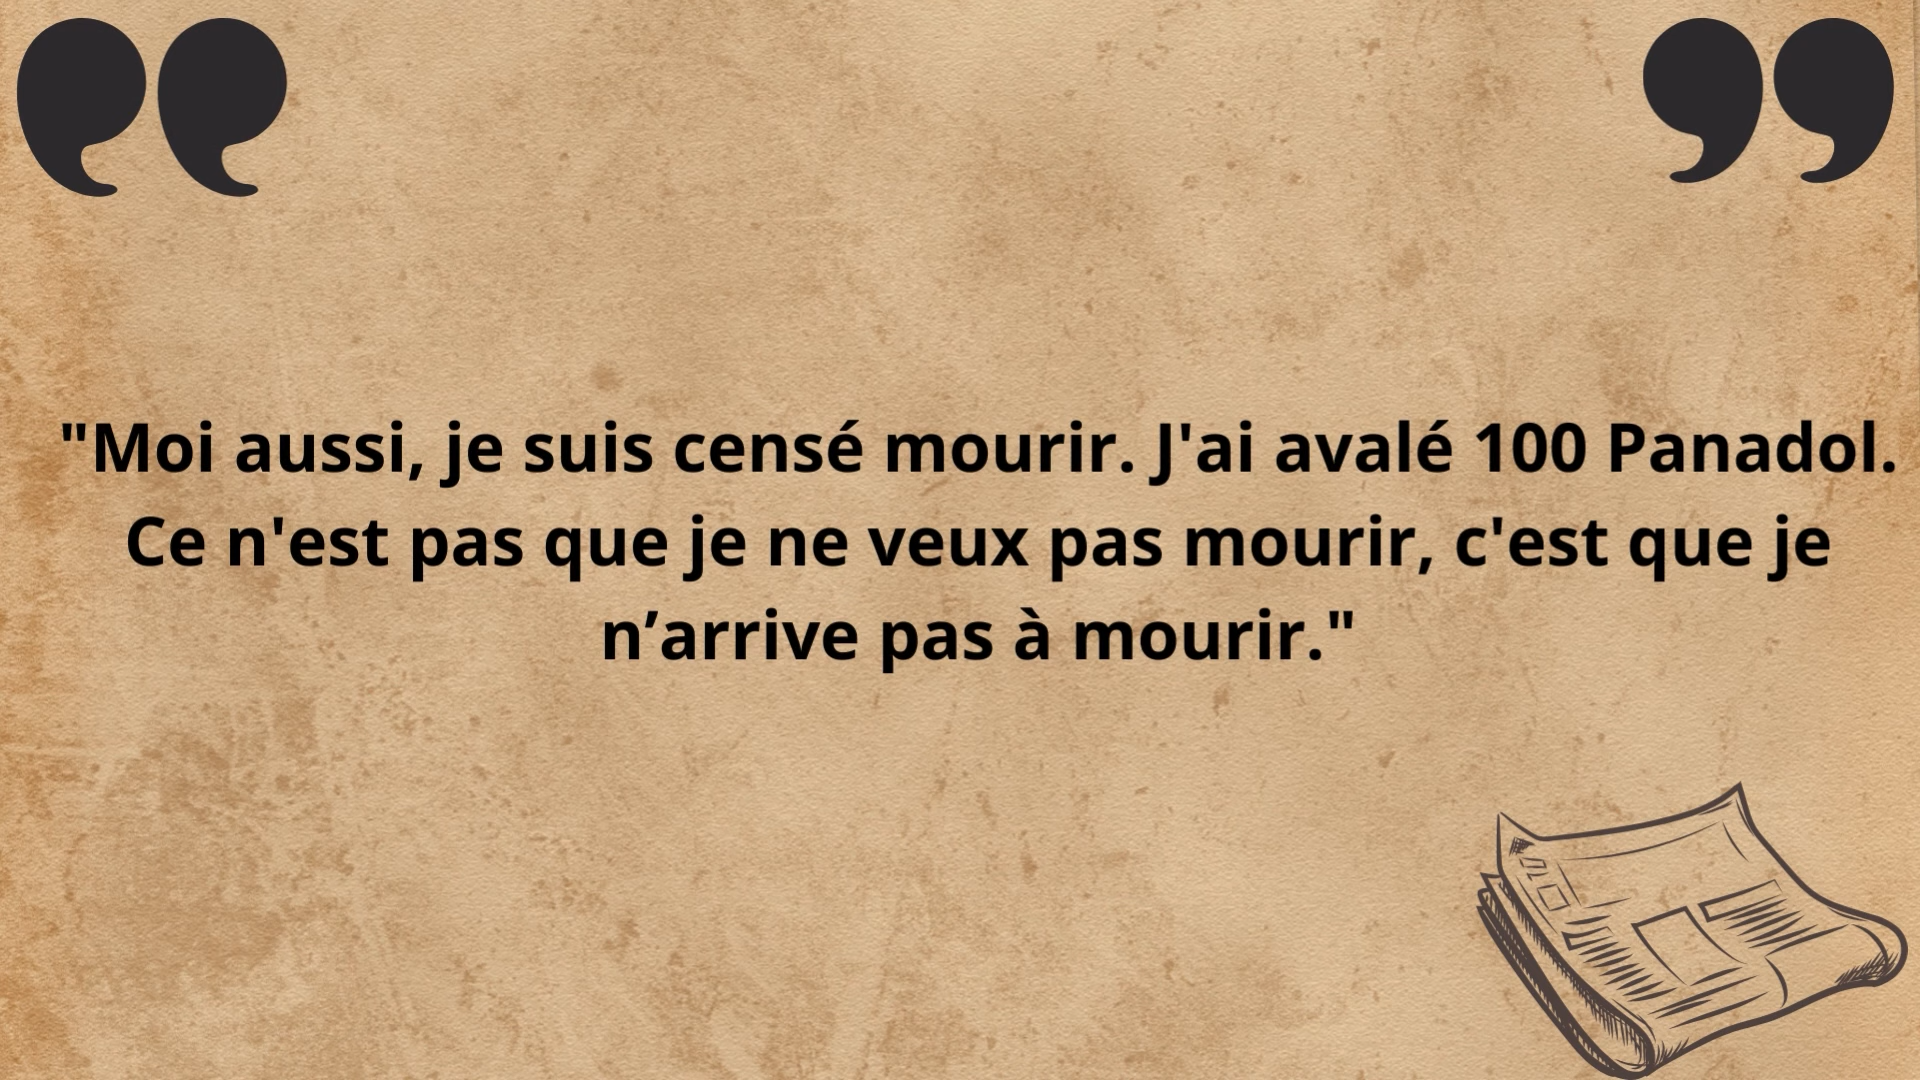 "Moi aussi, je suis censé mourir. J'ai avalé 100 Panadol.
Ce n'est pas que je ne veux pas mourir, c'est que je
n’arrive pas à mourir."